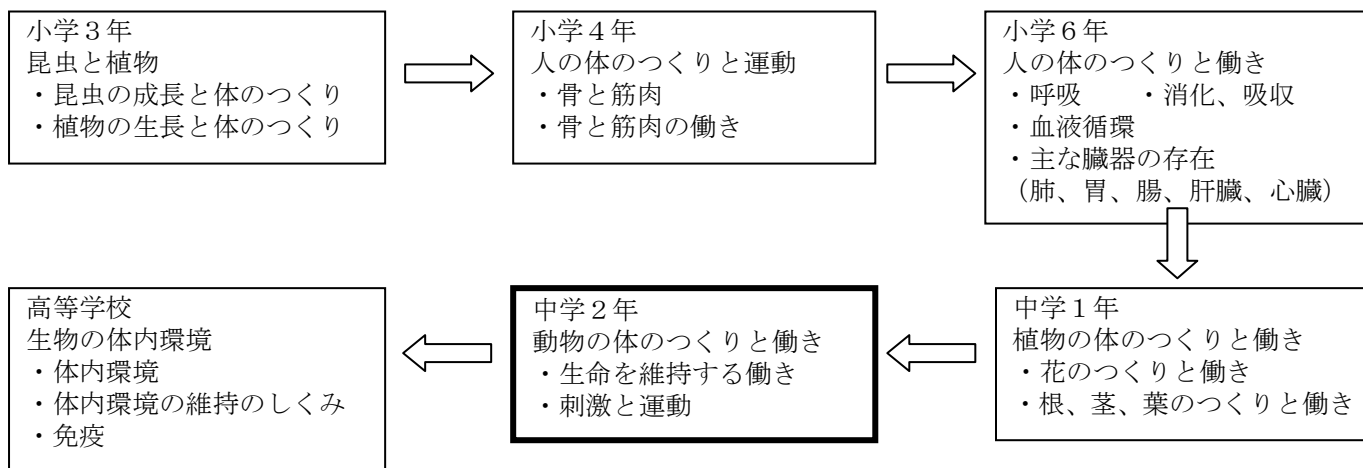 小学3年
昆虫と植物
・昆虫の成長と体のつくり
・植物の生長と体のつくり
小学4年
人の体のつくりと運動
・骨と筋肉
・骨と筋肉の働き
小学6年
人の体のつくりと働き
・呼吸　　・消化、吸収
・血液循環
・主な臓器の存在
（肺、胃、腸、肝臓、心臓）
中学1年
植物の体のつくりと働き
・花のつくりと働き
・根、茎、葉のつくりと働き
中学2年
動物の体のつくりと働き
・生命を維持する働き
・刺激と運動
高等学校
生物の体内環境
・体内環境
・体内環境の維持のしくみ
・免疫